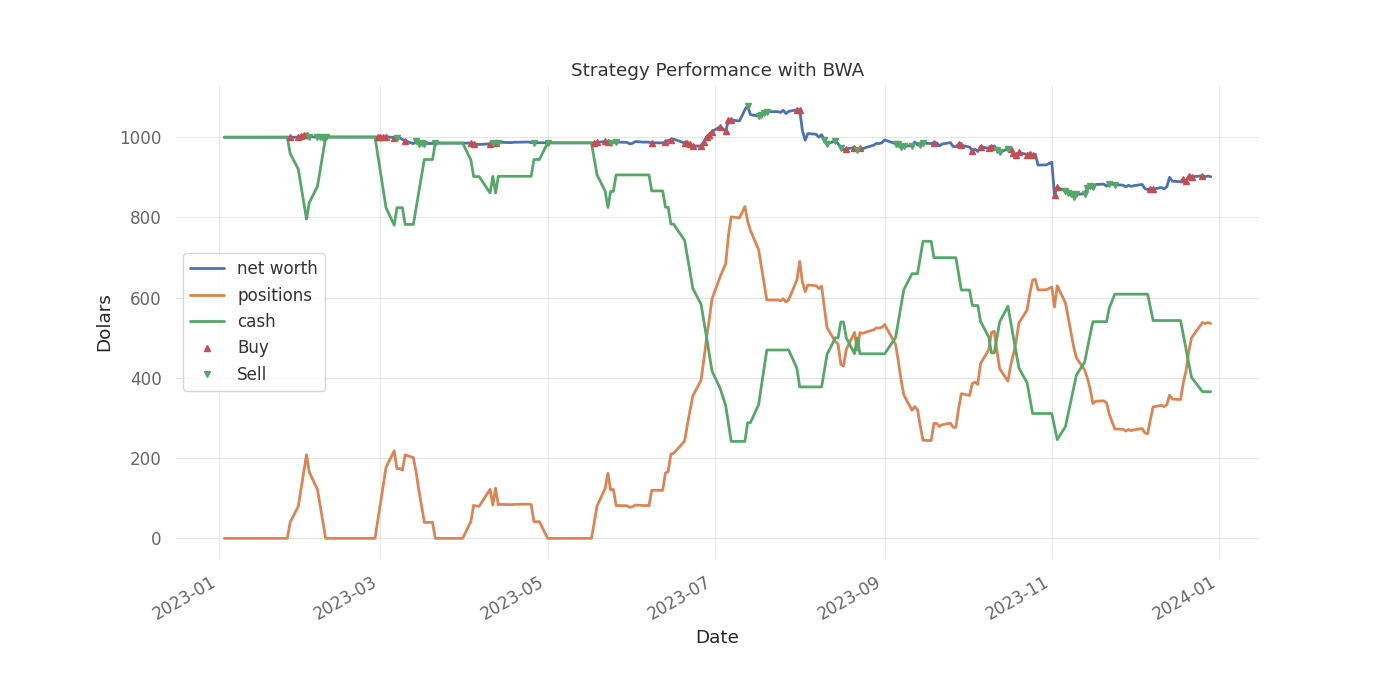 Strategy Performance with BWA
1000
800
600
400
200
0
Dolars
net worth
positions
cash
Buy
Sell
2023-01
2023-03
2023-05
2023-07
2023-09
2023-11
2024-01
Date